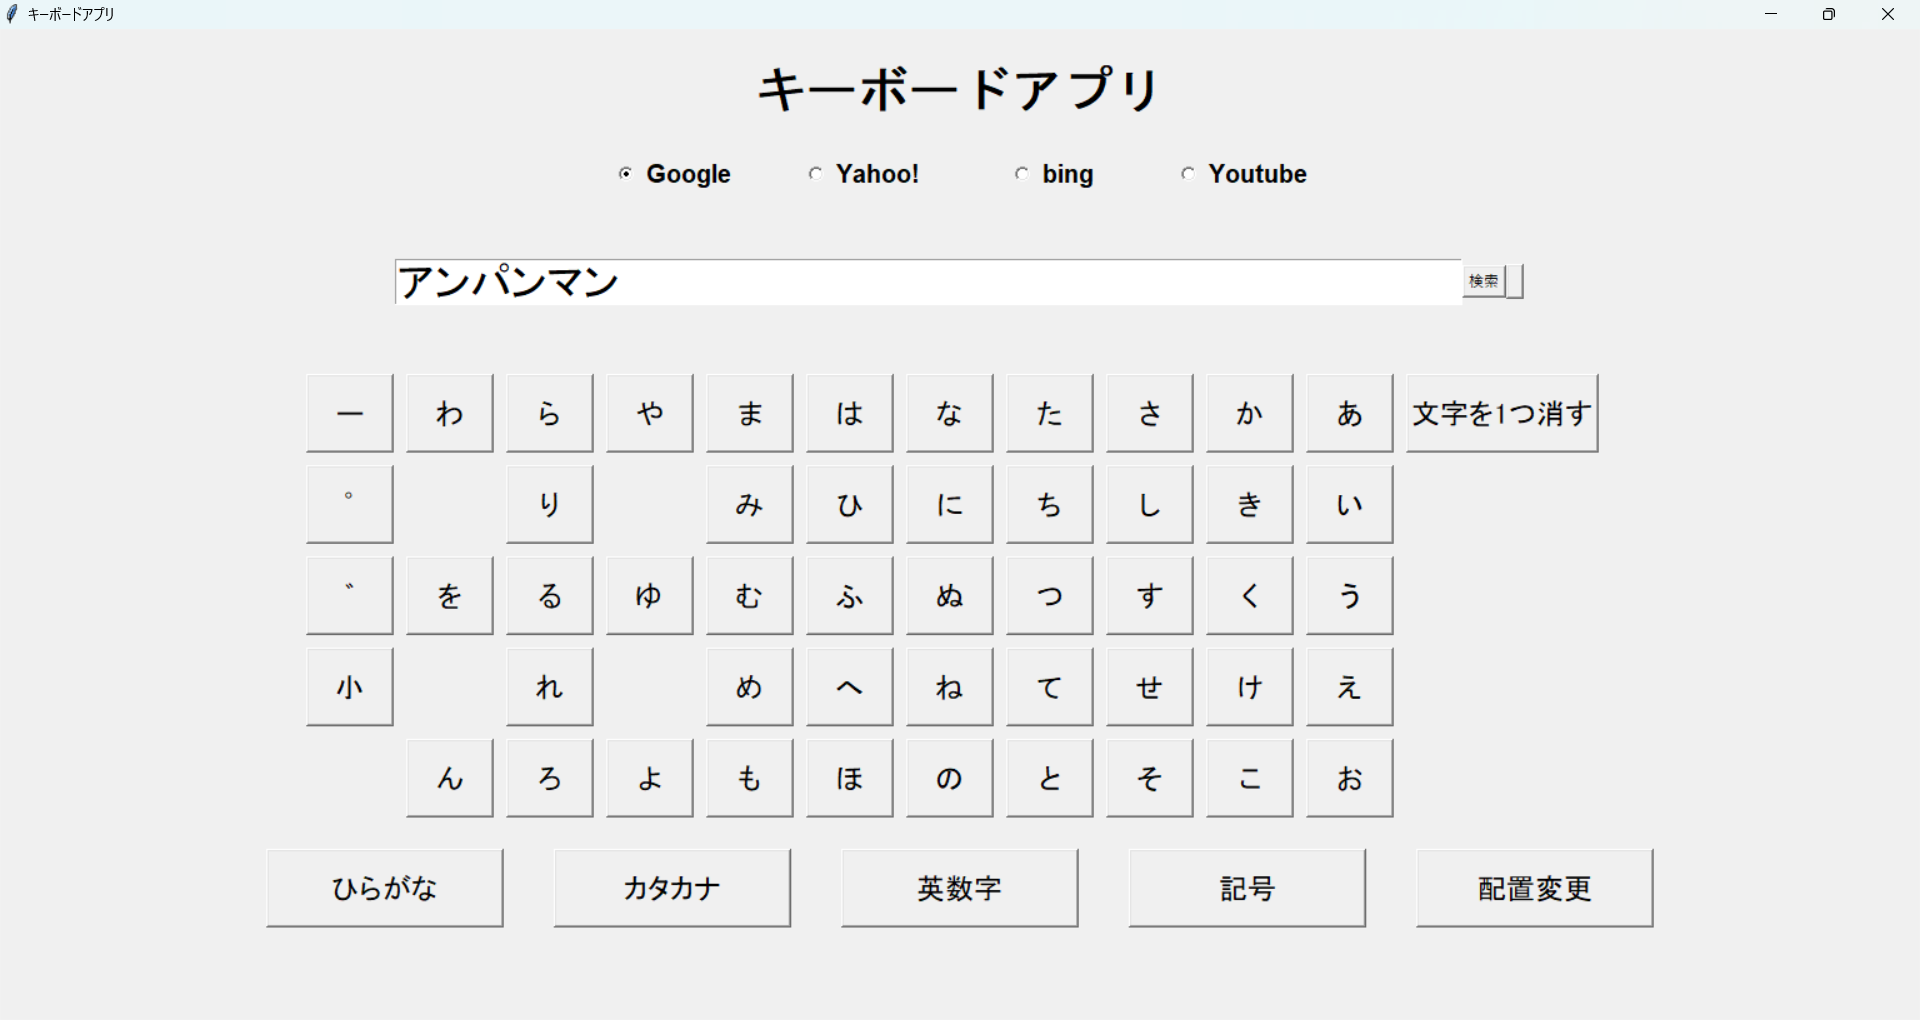 キーボードアプリ
キーボードアプリ
Google Yahoo! bing Youtube
アンパンマン 検索
ー わ ら や ま は な た さ か あ 文字を1つ消す
゜ り み ひ に ち し き い
゛ を る ゆ む ふ ぬ つ す く う
小 れ め へ ね て せ け え
ん ろ よ も ほ の と そ こ お
ひらがな カタカナ 英数字 記号 配置変更